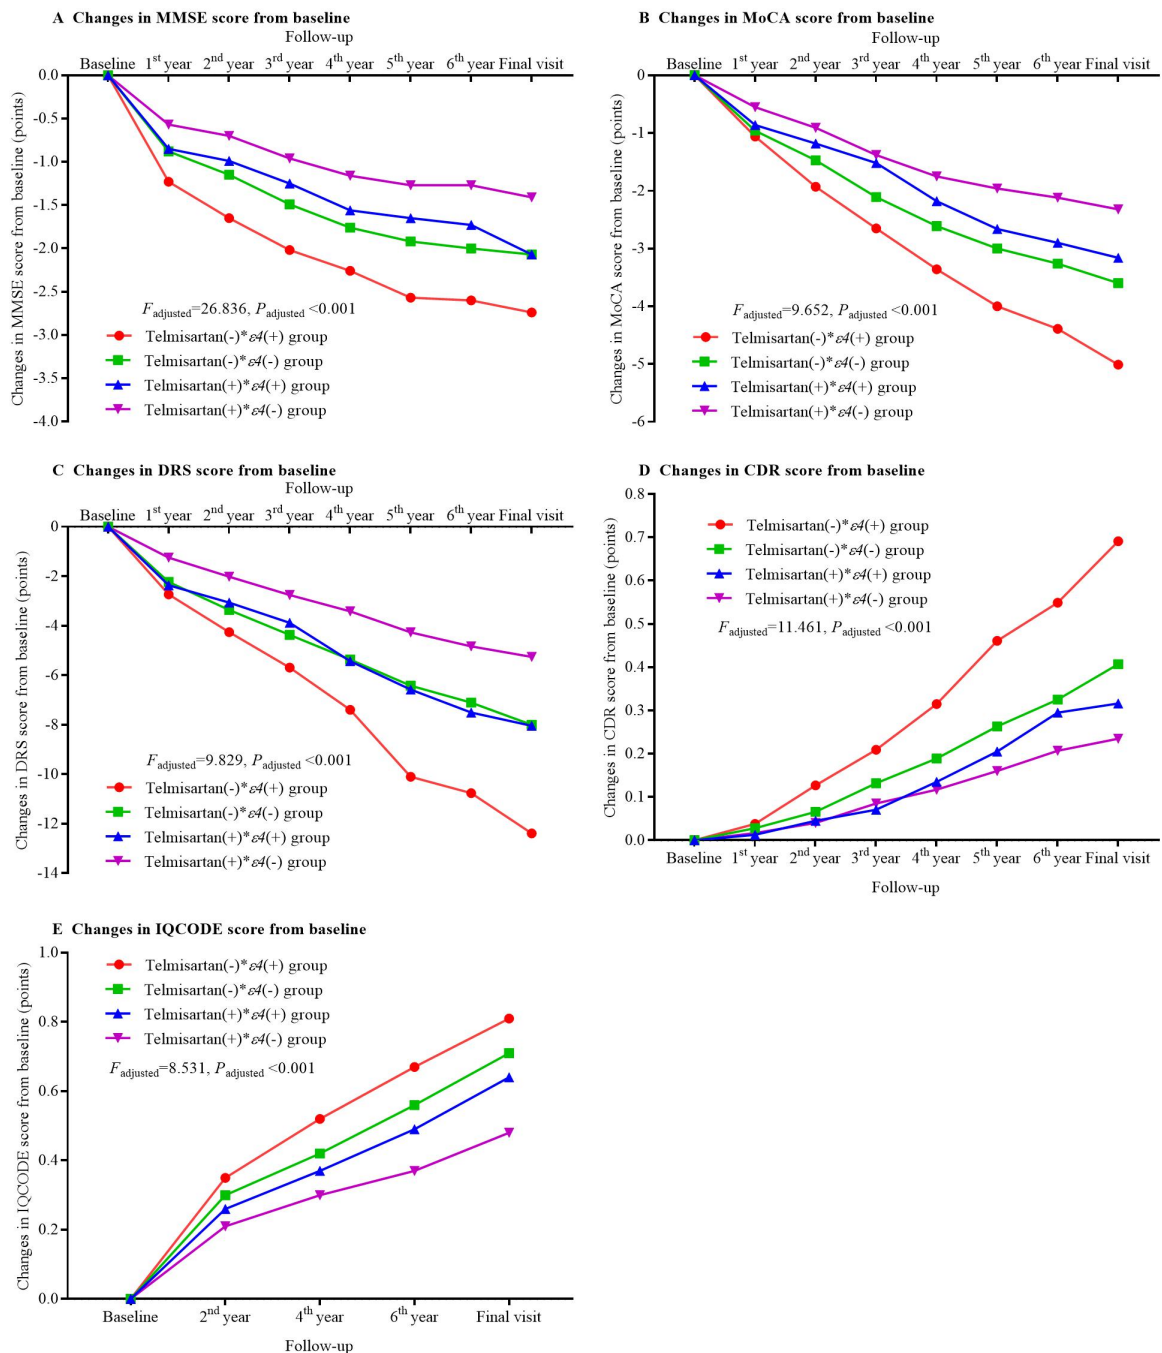 A Changes in MMSE score from baseline
Follow-up
Baseline 1st year 2nd year 3rd year 4th year 5th year 6th year Final visit
Changes in MMSE score from baseline (points)
0.0
-0.5
-1.0
-1.5
-2.0
-2.5
-3.0
-3.5
-4.0
Fadjusted=26.836, Padjusted <0.001
Telmisartan(-)*ε4(+) group
Telmisartan(-)*ε4(-) group
Telmisartan(+)*ε4(+) group
Telmisartan(+)*ε4(-) group
B Changes in MoCA score from baseline
Follow-up
Baseline 1st year 2nd year 3rd year 4th year 5th year 6th year Final visit
Changes in MoCA score from baseline (points)
0
-1
-2
-3
-4
-5
-6
Fadjusted=9.652, Padjusted <0.001
Telmisartan(-)*ε4(+) group
Telmisartan(-)*ε4(-) group
Telmisartan(+)*ε4(+) group
Telmisartan(+)*ε4(-) group
C Changes in DRS score from baseline
Follow-up
Baseline 1st year 2nd year 3rd year 4th year 5th year 6th year Final visit
Changes in DRS score from baseline (points)
0
-2
-4
-6
-8
-10
-12
-14
Fadjusted=9.829, Padjusted <0.001
Telmisartan(-)*ε4(+) group
Telmisartan(-)*ε4(-) group
Telmisartan(+)*ε4(+) group
Telmisartan(+)*ε4(-) group
D Changes in CDR score from baseline
Changes in CDR score from baseline (points)
0.8
0.7
0.6
0.5
0.4
0.3
0.2
0.1
0.0
Telmisartan(-)*ε4(+) group
Telmisartan(-)*ε4(-) group
Telmisartan(+)*ε4(+) group
Telmisartan(+)*ε4(-) group
Fadjusted=11.461, Padjusted <0.001
Baseline 1st year 2nd year 3rd year 4th year 5th year 6th year Final visit
Follow-up
E Changes in IQCODE score from baseline
Changes in IQCODE score from baseline (points)
1.0
0.8
0.6
0.4
0.2
0.0
Telmisartan(-)*ε4(+) group
Telmisartan(-)*ε4(-) group
Telmisartan(+)*ε4(+) group
Telmisartan(+)*ε4(-) group
Fadjusted=8.531, Padjusted <0.001
Baseline 2nd year 4th year 6th year Final visit
Follow-up